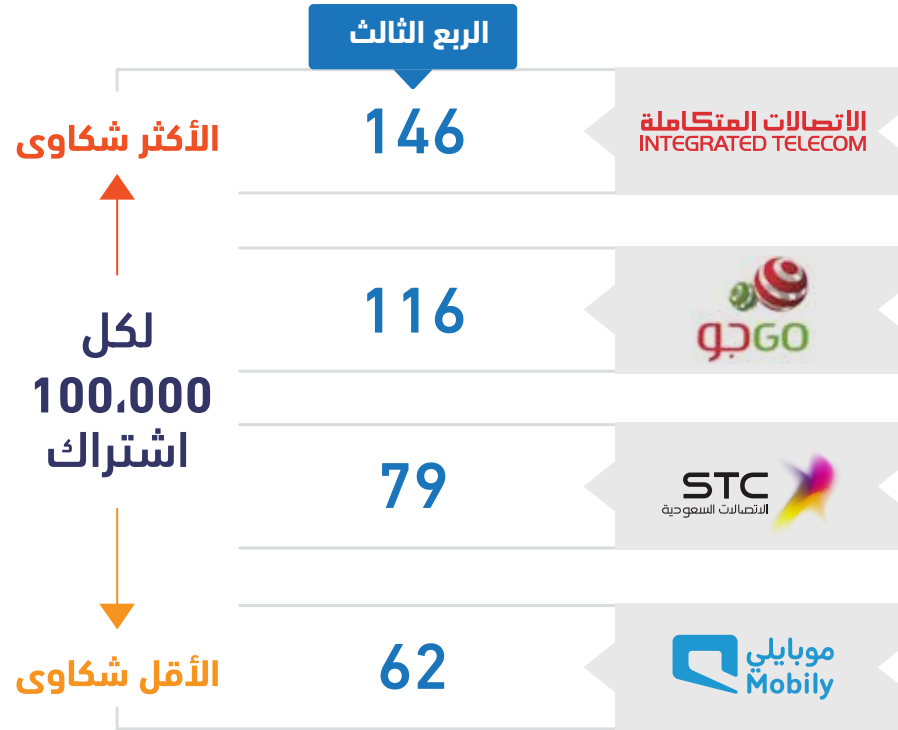 الربع الثالث
الاتصالات المتكاملة
INTEGRATED TELECOM
146
الأكثر شكاوى
جو GO
116
لكل
100،000
اشتراك
STC
الاتصالات السعودية
79
موبايلي
Mobily
62
الأقل شكاوى